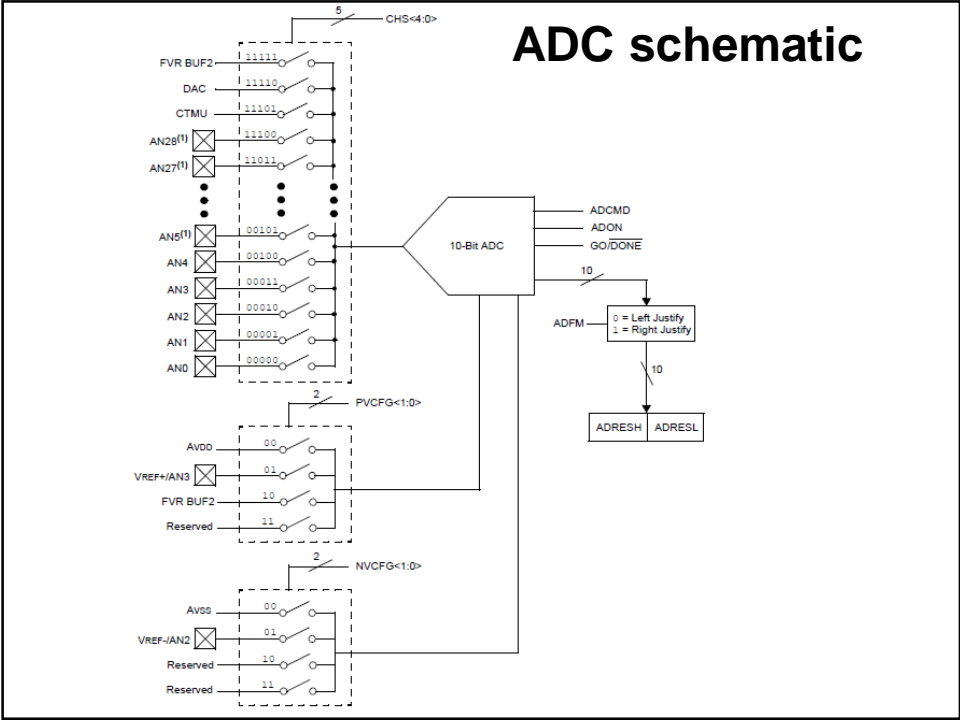 ADC schematic
5
CHS<4:0>
FVR BUF2 11111
DAC 11110
CTMU 11101
AN28(1) 11100
AN27(1) 11011
AN5(1) 00101
AN4 00100
AN3 00011
AN2 00010
AN1 00001
AN0 00000
10-Bit ADC
ADCMD
ADON
GO/DONE
10
ADFM
0 = Left Justify
1 = Right Justify
10
ADRESH ADRESL
2
PVCFG<1:0>
AVDD 00
VREF+/AN3 01
FVR BUF2 10
Reserved 11
2
NVCFG<1:0>
AVSS 00
VREF-/AN2 01
Reserved 10
Reserved 11